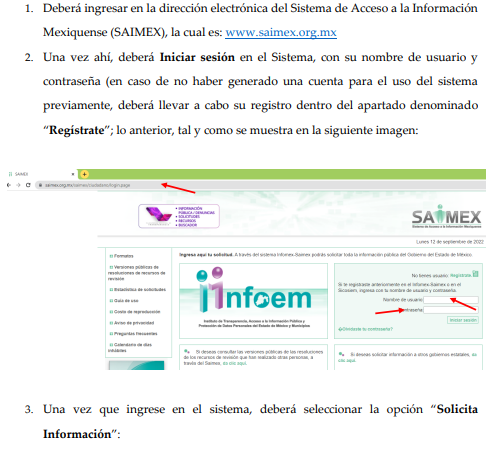 1. Deberá ingresar en la dirección electrónica del Sistema de Acceso a la Información
Mexiquense (SAIMEX), la cual es: www.saimex.org.mx
2. Una vez ahí, deberá Iniciar sesión en el Sistema, con su nombre de usuario y
contraseña (en caso de no haber generado una cuenta para el uso del sistema
previamente, deberá llevar a cabo su registro dentro del apartado denominado
“Regístrate”; lo anterior, tal y como se muestra en la siguiente imagen:
SAIMEX
saimex.org.mx/saimex/ciudadano/login.page
• INFORMACIÓN
PÚBLICA / DENUNCIAS
• SOLICITUDES
• RECURSOS
• BUSCADOR
SAIMEX
Sistema de Acceso a la Información Mexiquense
Lunes 12 de septiembre de 2022
Formatos
Versiones públicas de
resoluciones de recursos de
revisión
Estadística de solicitudes
Guía de uso
Costo de reproducción
Aviso de privacidad
Preguntas frecuentes
Calendario de días
inhábiles
Ingresa aquí tu solicitud. A través del sistema Infomex-Saimex podrás solicitar toda la información pública del Gobierno del Estado de México.
infoem
Instituto de Transparencia, Acceso a la Información Pública y
Protección de Datos Personales del Estado de México y Municipios
No tienes usuario: Regístrate
Si te registraste anteriormente en el Infomex-Saimex o en el
Sicosiem, ingresa con tu nombre de usuario y contraseña.
Nombre de usuario:
contraseña:
Iniciar sesión
¿Olvidaste tu contraseña?
Si deseas consultar las versiones públicas de las resoluciones
de los recursos de revisión que han realizado otras personas, a
través del Saimex, es clic aquí.
Si deseas solicitar información a otros gobiernos estatales,
clic aquí.
3. Una vez que ingrese en el sistema, deberá seleccionar la opción “Solicita
Información”: